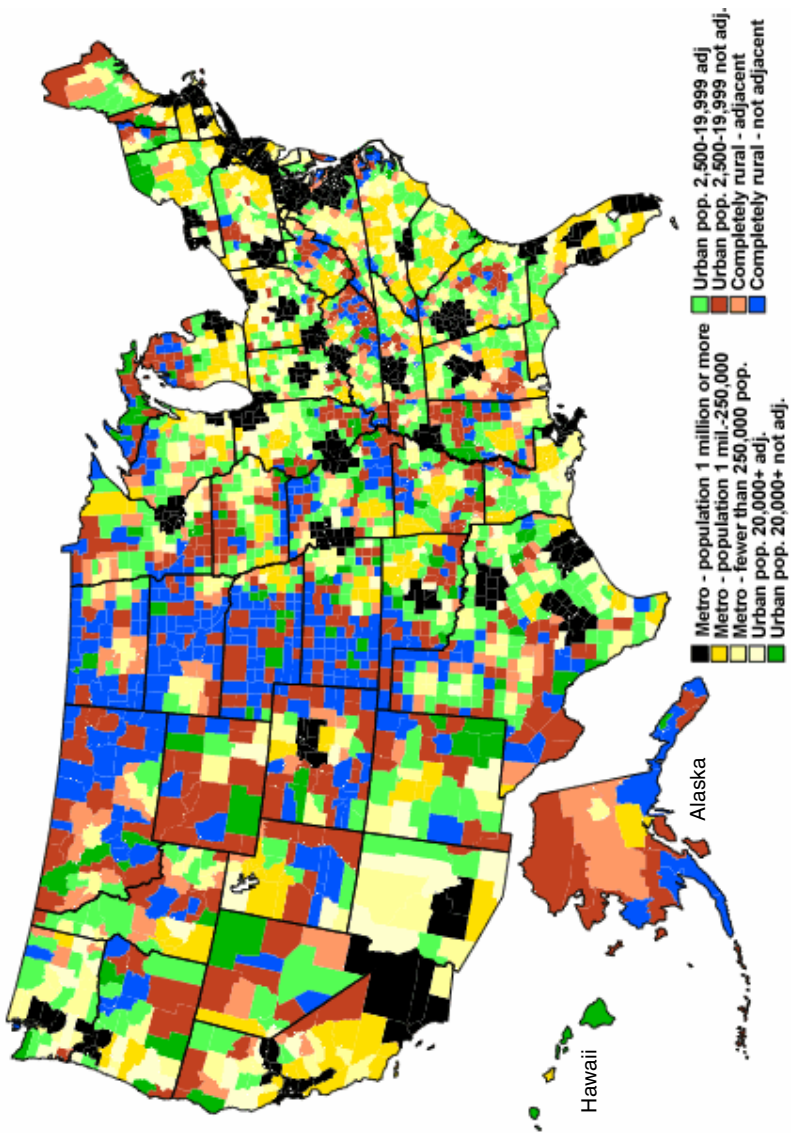 Metro - population 1 million or more
Metro - population 1 mil.-250,000
Metro - fewer than 250,000 pop.
Urban pop. 20,000+ adj.
Urban pop. 20,000+ not adj.
Urban pop. 2,500-19,999 adj
Urban pop. 2,500-19,999 not adj.
Completely rural - adjacent
Completely rural - not adjacent
Alaska
Hawaii